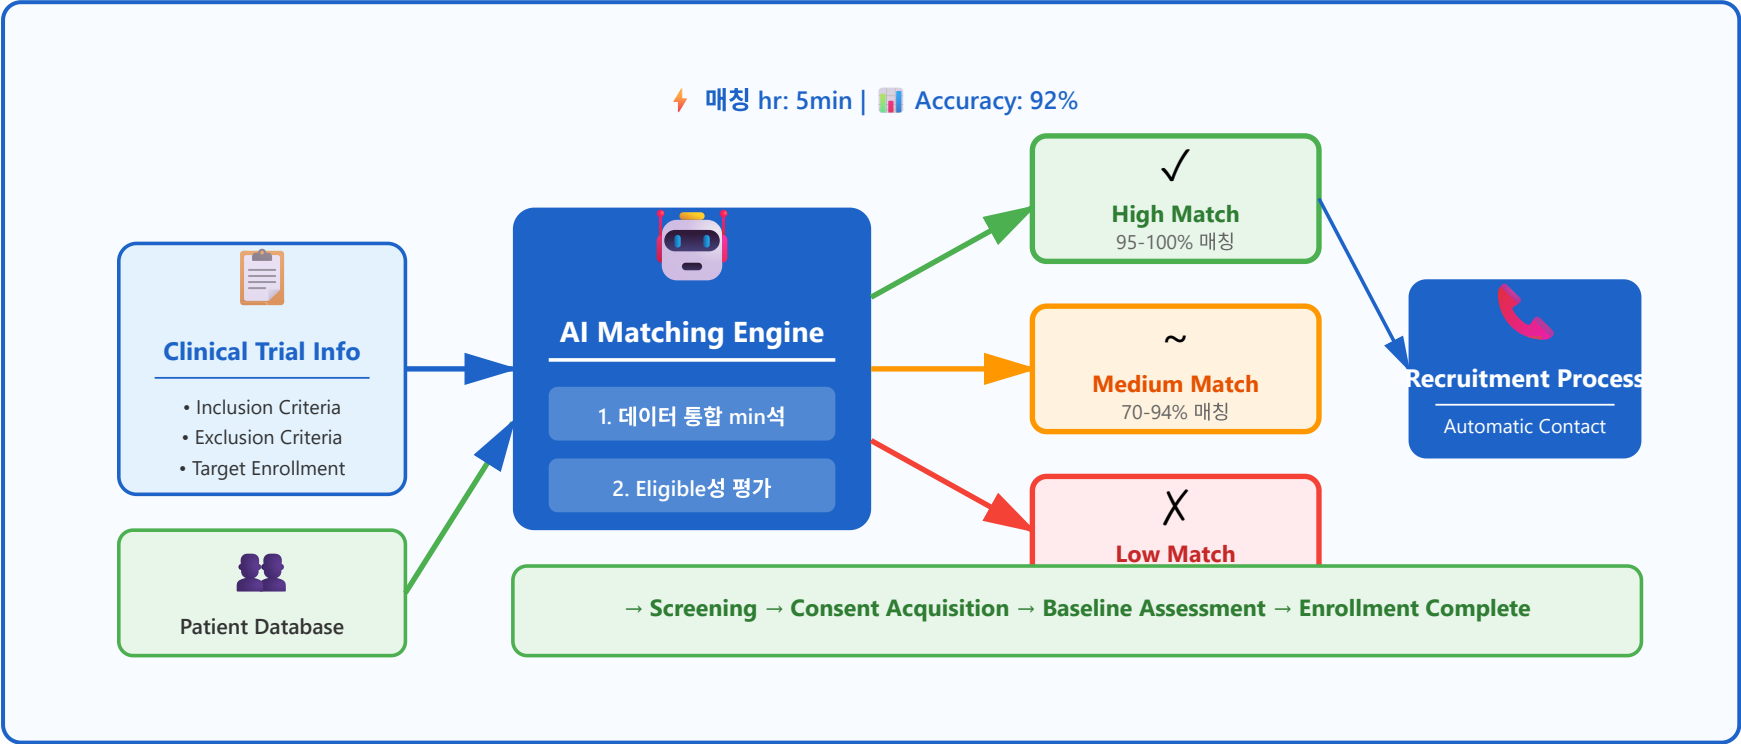 ⚡ 매칭 hr: 5min | 📊 Accuracy: 92%
Clinical Trial Info
• Inclusion Criteria
• Exclusion Criteria
• Target Enrollment
Patient Database
AI Matching Engine
1. 데이터 통합 min석
2. Eligible성 평가
✓
High Match
95-100% 매칭
~
Medium Match
70-94% 매칭
✗
Low Match
Recruitment Process
Automatic Contact
→ Screening → Consent Acquisition → Baseline Assessment → Enrollment Complete